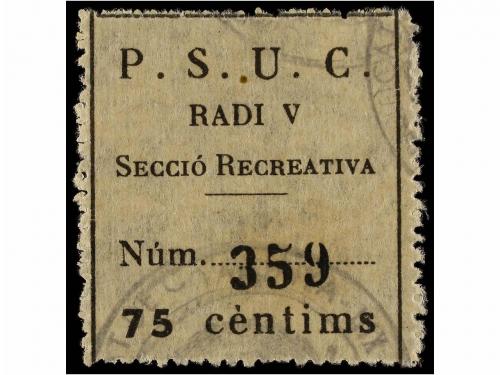 P. S. U. C.
RADI V
SECCIÓ RECREATIVA
Núm. 359
75 cèntims